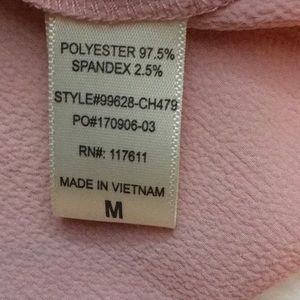 POLYESTER 97.5%
SPANDEX 2.5%
STYLE#99628-CH479
PO#170906-03
RN#: 117611
MADE IN VIETNAM
M